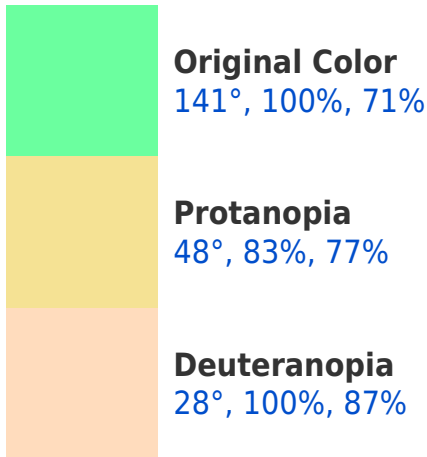 Original Color
141°, 100%, 71%
Protanopia
48°, 83%, 77%
Deuteranopia
28°, 100%, 87%